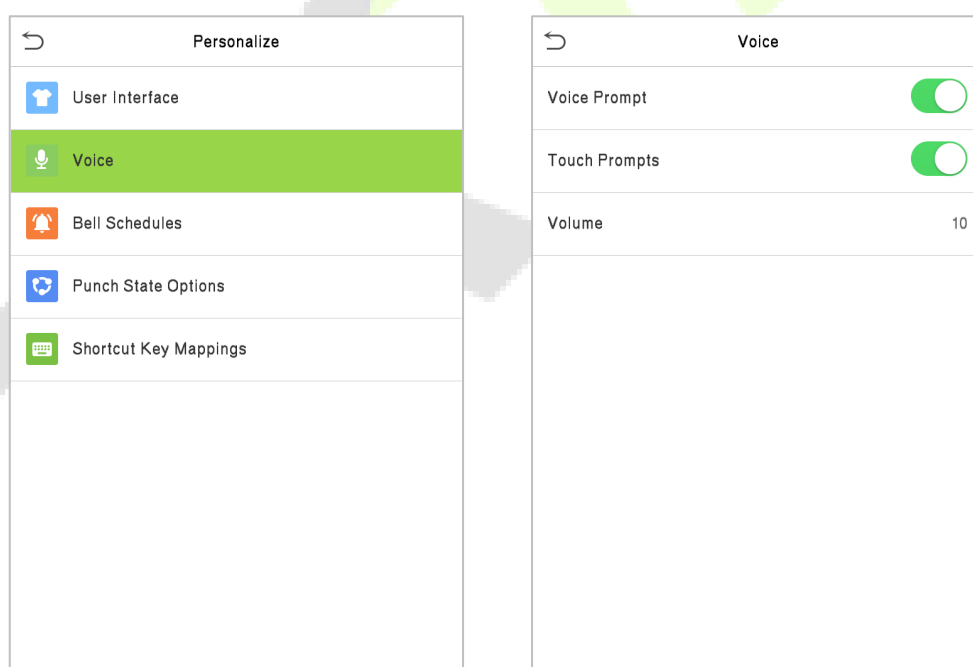 Personalize
User Interface
Voice
Bell Schedules
Punch State Options
Shortcut Key Mappings
Voice
Voice Prompt
Touch Prompts
Volume 10